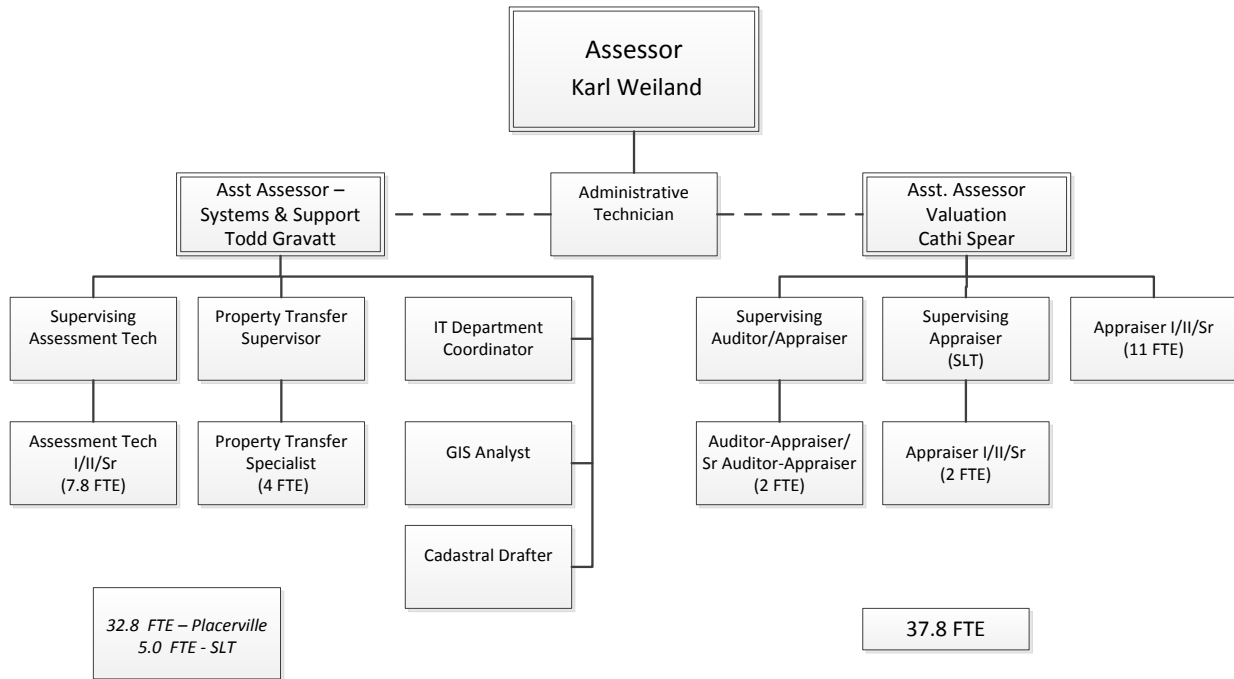 Assessor
Karl Weiland
Asst Assessor –
Systems & Support
Todd Gravatt
Administrative
Technician
Asst. Assessor
Valuation
Cathi Spear
Supervising
Assessment Tech
Property Transfer
Supervisor
IT Department
Coordinator
Supervising
Auditor/Appraiser
Supervising
Appraiser
(SLT)
Appraiser I/II/Sr
(11 FTE)
Assessment Tech
I/II/Sr
(7.8 FTE)
Property Transfer
Specialist
(4 FTE)
GIS Analyst
Auditor-Appraiser/
Sr Auditor-Appraiser
(2 FTE)
Appraiser I/II/Sr
(2 FTE)
Cadastral Drafter
32.8 FTE – Placerville
5.0 FTE - SLT
37.8 FTE